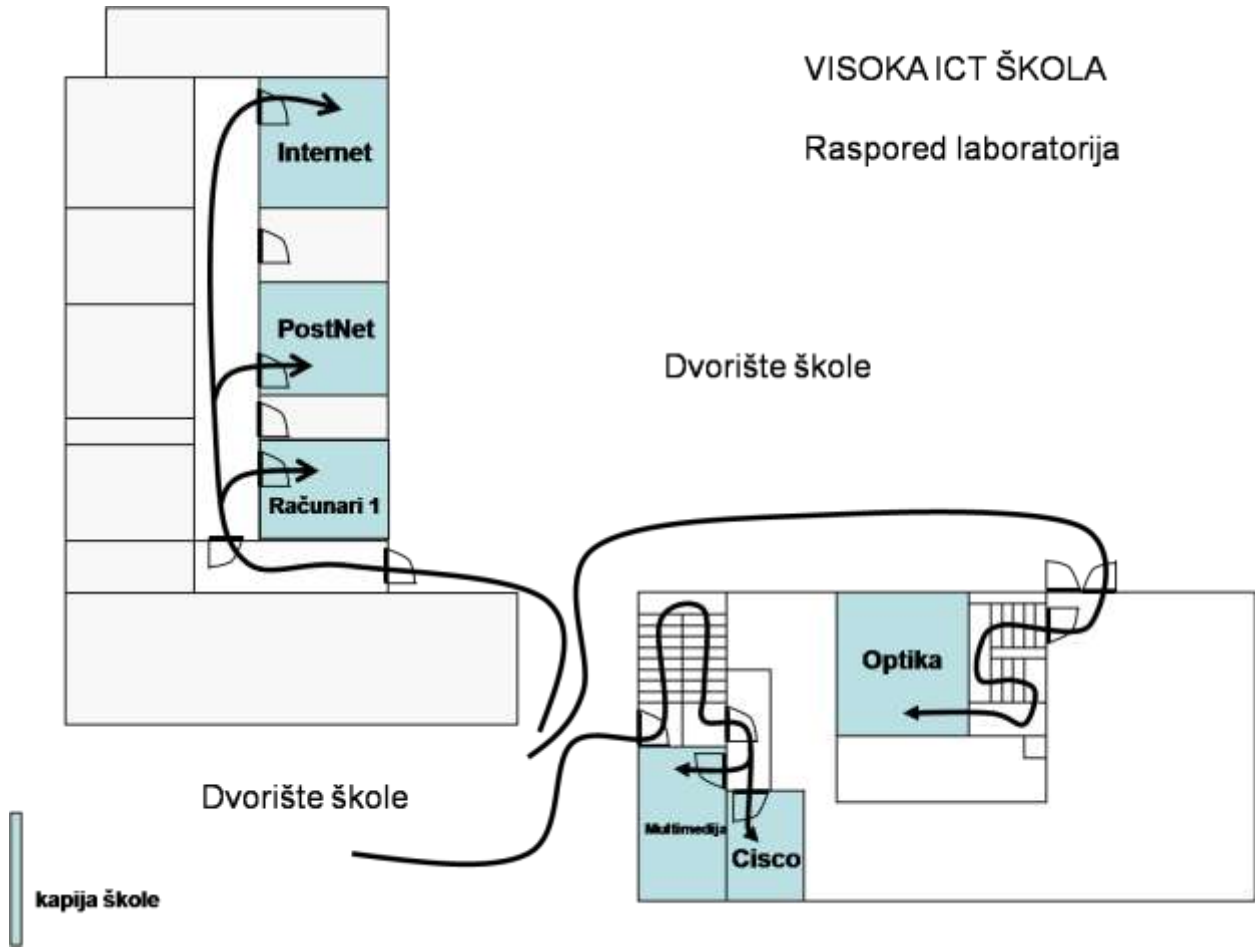 VISOKA ICT ŠKOLA
Raspored laboratorija
Internet
PostNet
Dvorište škole
Računari 1
Optika
Dvorište škole
Multimedija
Cisco
kapija škole